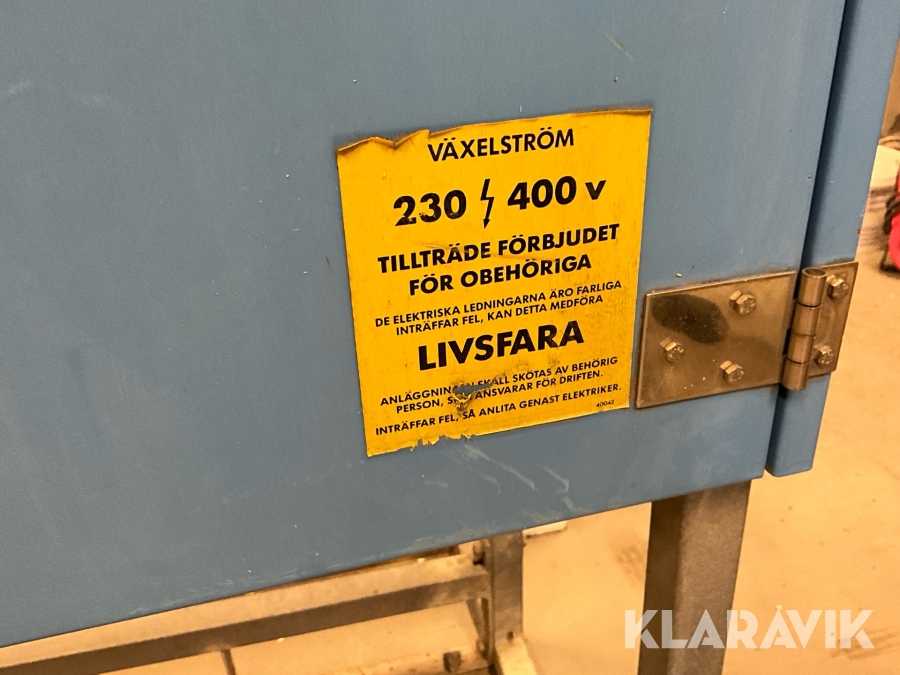 VÄXELSTRÖM
230 400 V
TILLTRÄDE FÖRBJUDET
FÖR OBEHÖRIGA
DE ELEKTRISKA LEDNINGARNA ÄRO FARLIGA
INTRÄFFAR FEL, KAN DETTA MEDFÖRA
LIVSFARA
SKALL SKÖTAS AV BEHÖRIG
PERSON, ANSVARAR FÖR DRIFTEN.
INTRÄFFAR FEL, SÅ ANLITA GENAST ELEKTRIKER.
40042
KLARAVIK